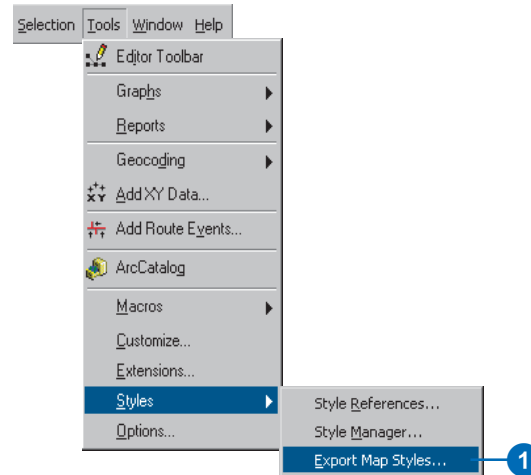 Selection Tools Window Help
Editor Toolbar
Graphs
Reports
Geocoding
Add XY Data...
Add Route Events...
ArcCatalog
Macros
Customize...
Extensions...
Styles
Options...
Style References...
Style Manager...
Export Map Styles...
1